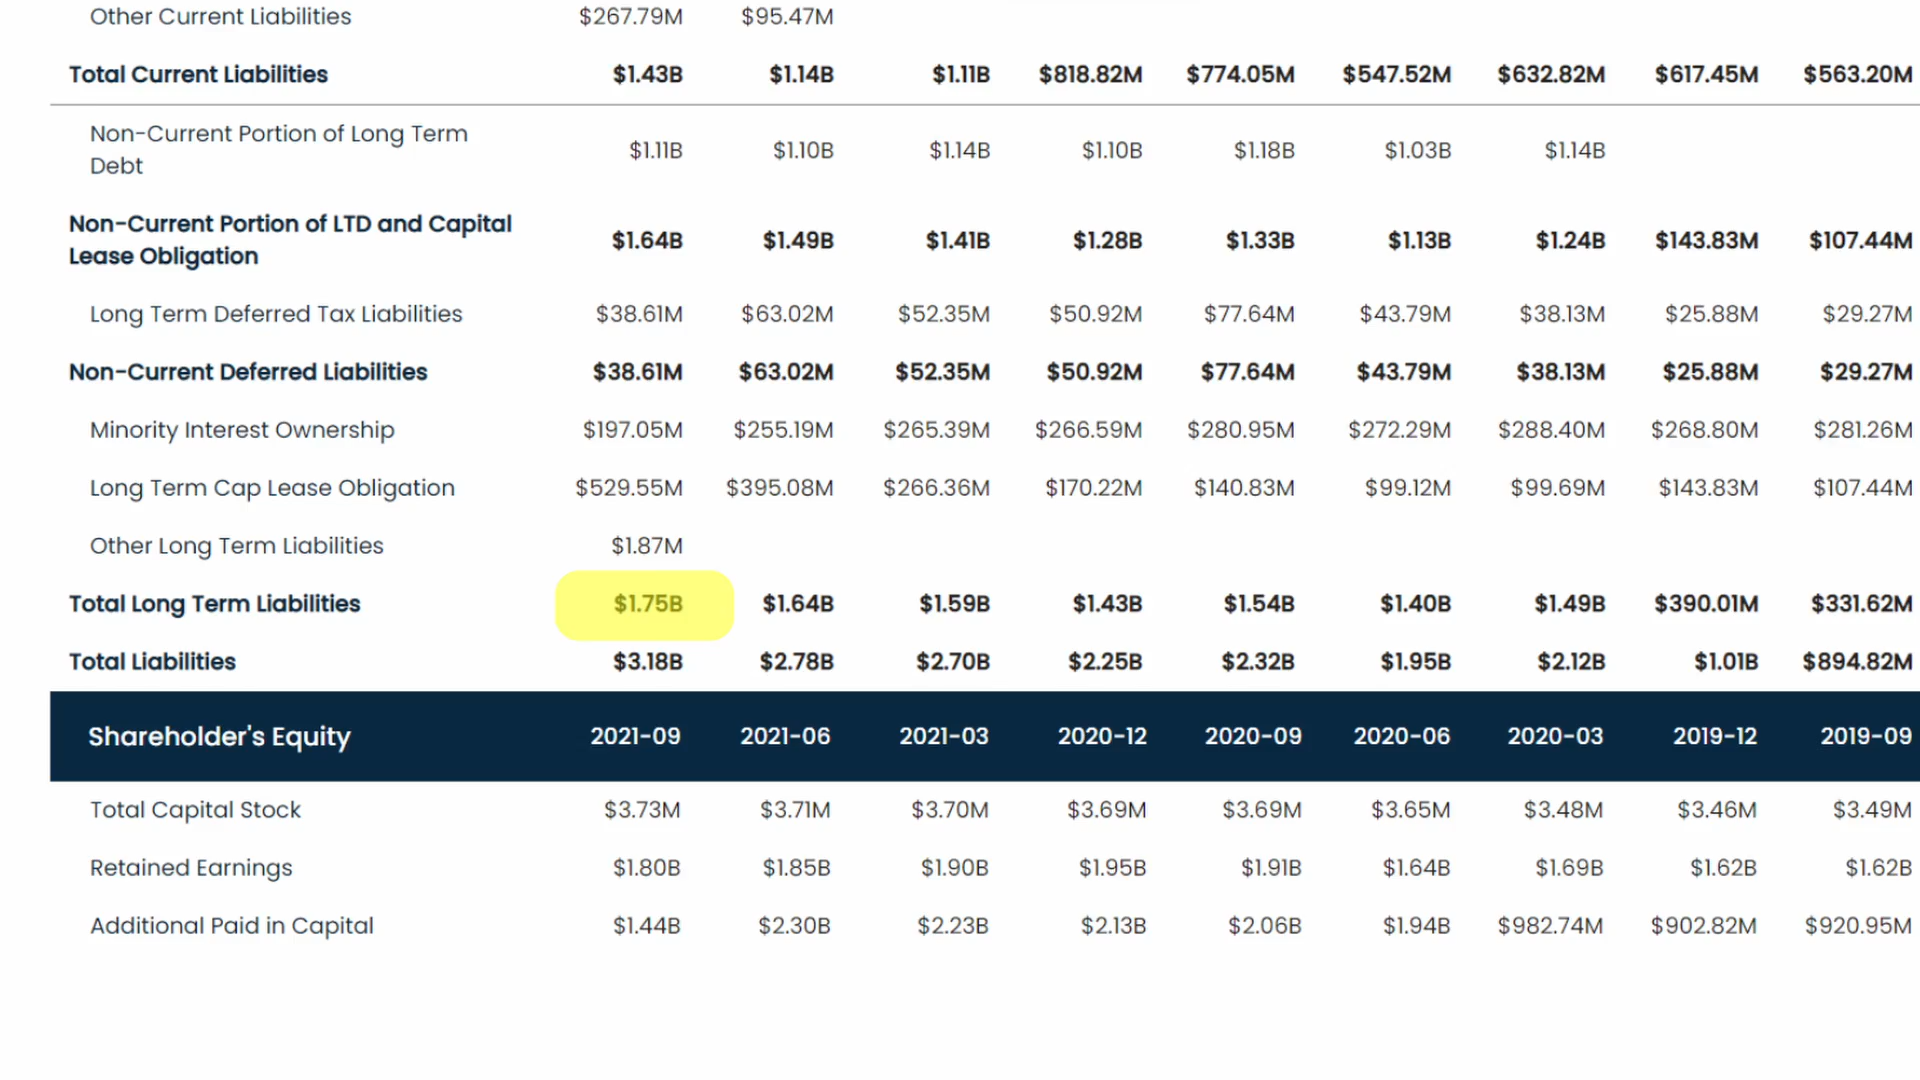 Other Current Liabilities $267.79M $95.47M
Total Current Liabilities $1.43B $1.14B $1.11B $818.82M $774.05M $547.52M $632.82M $617.45M $563.20M
Non-Current Portion of Long Term
Debt $1.11B $1.10B $1.14B $1.10B $1.18B $1.03B $1.14B
Non-Current Portion of LTD and Capital
Lease Obligation $1.64B $1.49B $1.41B $1.28B $1.33B $1.13B $1.24B $143.83M $107.44M
Long Term Deferred Tax Liabilities $38.61M $63.02M $52.35M $50.92M $77.64M $43.79M $38.13M $25.88M $29.27M
Non-Current Deferred Liabilities $38.61M $63.02M $52.35M $50.92M $77.64M $43.79M $38.13M $25.88M $29.27M
Minority Interest Ownership $197.05M $255.19M $265.39M $266.59M $280.95M $272.29M $288.40M $268.80M $281.26M
Long Term Cap Lease Obligation $529.55M $395.08M $266.36M $170.22M $140.83M $99.12M $99.69M $143.83M $107.44M
Other Long Term Liabilities $1.87M
Total Long Term Liabilities $1.75B $1.64B $1.59B $1.43B $1.54B $1.40B $1.49B $390.01M $331.62M
Total Liabilities $3.18B $2.78B $2.70B $2.25B $2.32B $1.95B $2.12B $1.01B $894.82M
Shareholder's Equity 2021-09 2021-06 2021-03 2020-12 2020-09 2020-06 2020-03 2019-12 2019-09
Total Capital Stock $3.73M $3.71M $3.70M $3.69M $3.69M $3.65M $3.48M $3.46M $3.49M
Retained Earnings $1.80B $1.85B $1.90B $1.95B $1.91B $1.64B $1.69B $1.62B $1.62B
Additional Paid in Capital $1.44B $2.30B $2.23B $2.13B $2.06B $1.94B $982.74M $902.82M $920.95M